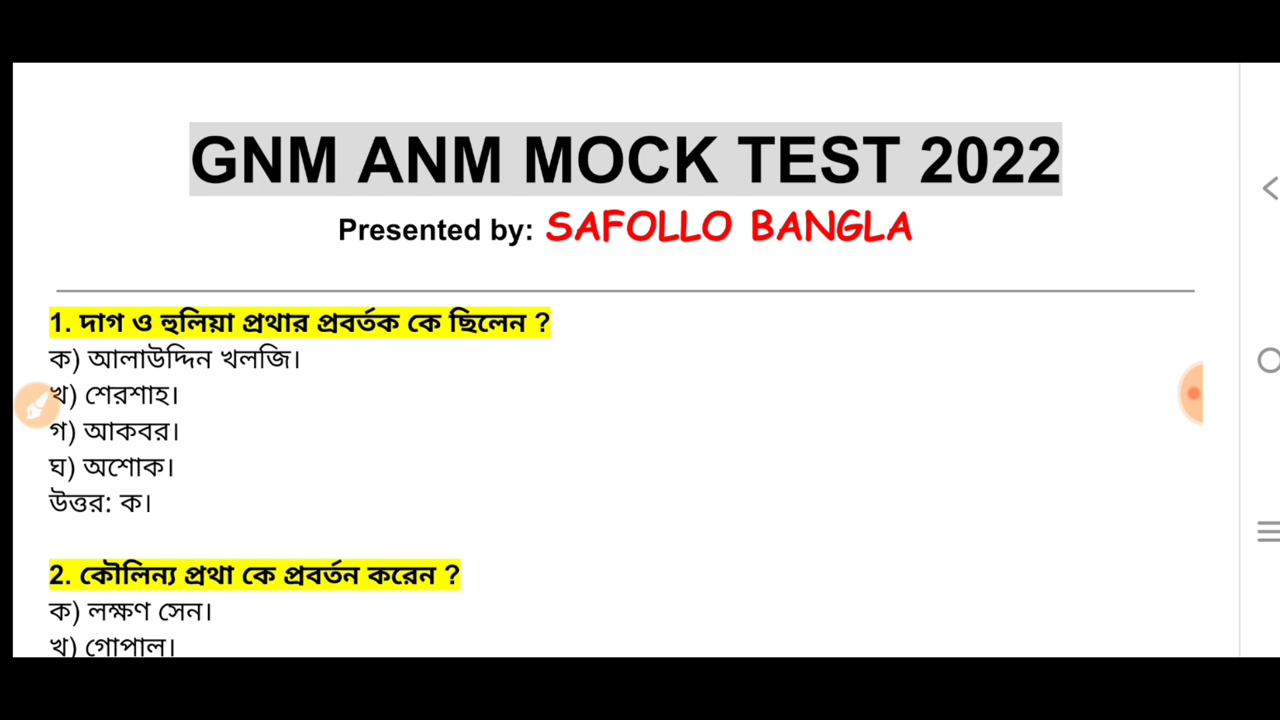 GNM ANM MOCK TEST 2022
Presented by: SAFOLLO BANGLA
1. দাগ ও হুলিয়া প্রথার প্রবর্তক কে ছিলেন ?
ক) আলাউদ্দিন খলজি।
খ) শেরশাহ।
গ) আকবর।
ঘ) অশোক।
উত্তর: ক।
2. কৌলিন্য প্রথা কে প্রবর্তন করেন ?
ক) লক্ষণ সেন।
খ) গোপাল।